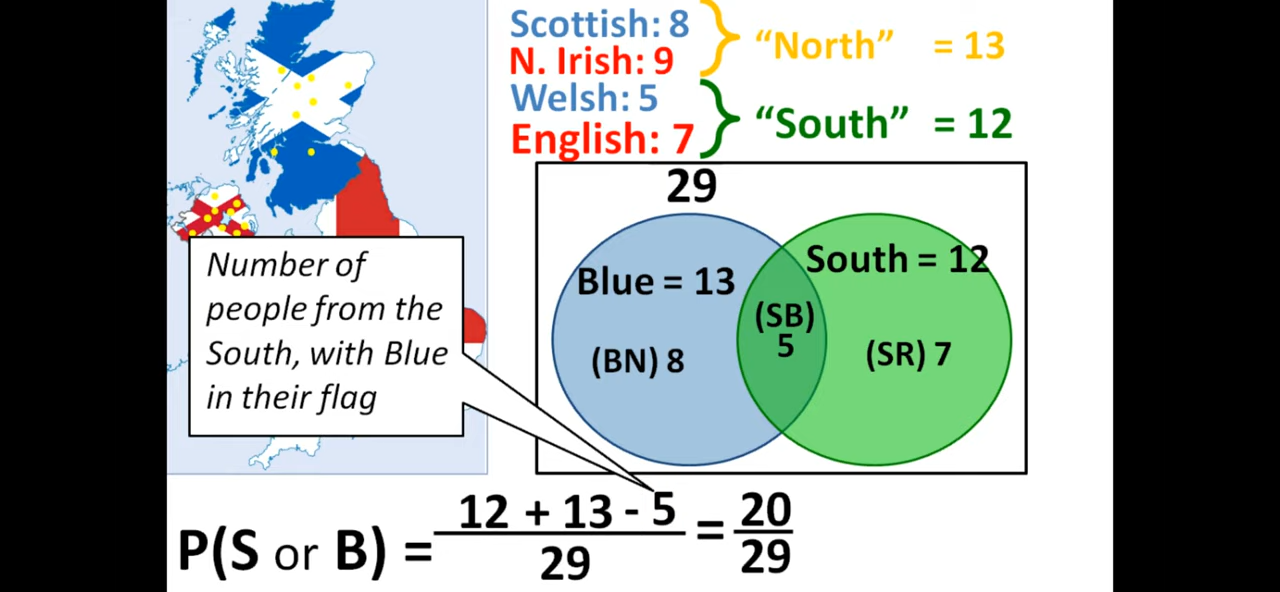 Scottish: 8
N. Irish: 9
"North" = 13
Welsh: 5
English: 7
"South" = 12
29
Blue = 13
South = 12
(SB)
5
(BN) 8
(SR) 7
Number of
people from the
South, with Blue
in their flag
P(S or B) = 12 + 13 - 5 / 29 = 20 / 29